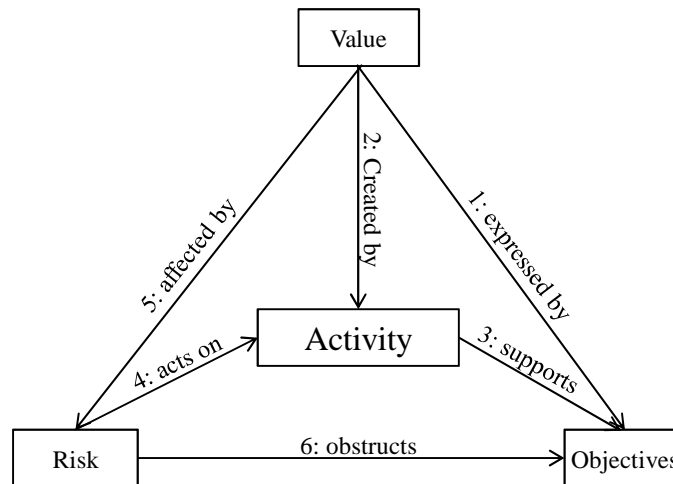 Value
2: Created by
1: expressed by
5: affected by
Activity
3: supports
4: acts on
6: obstructs
Risk
Objectives